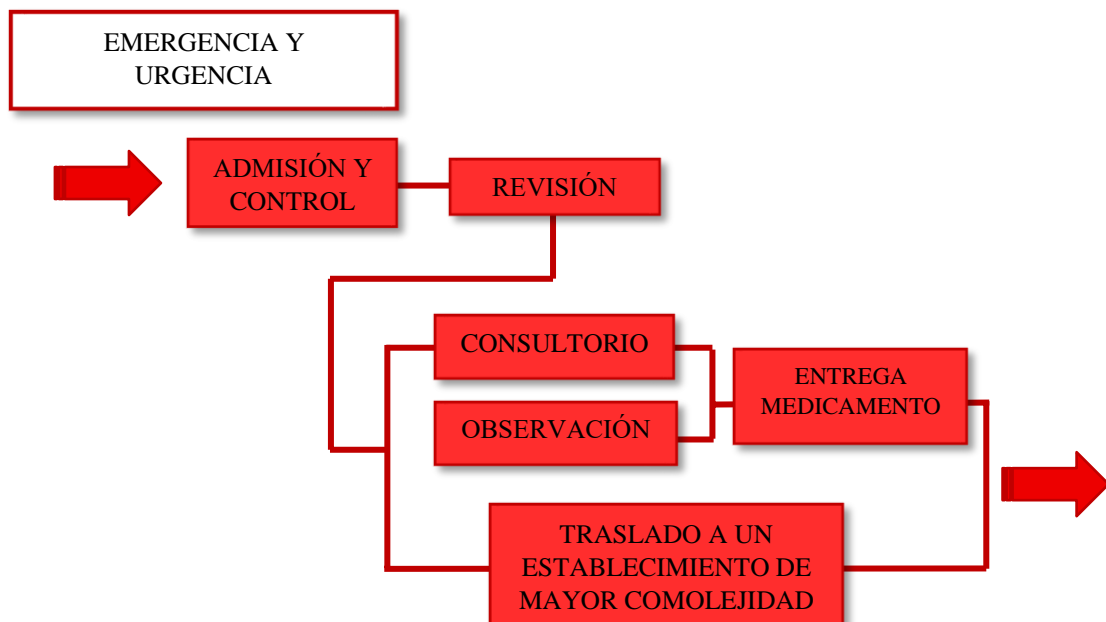 EMERGENCIA Y
URGENCIA
ADMISIÓN Y
CONTROL
REVISIÓN
CONSULTORIO
OBSERVACIÓN
ENTREGA
MEDICAMENTO
TRASLADO A UN
ESTABLECIMIENTO DE
MAYOR COMOLEJIDAD